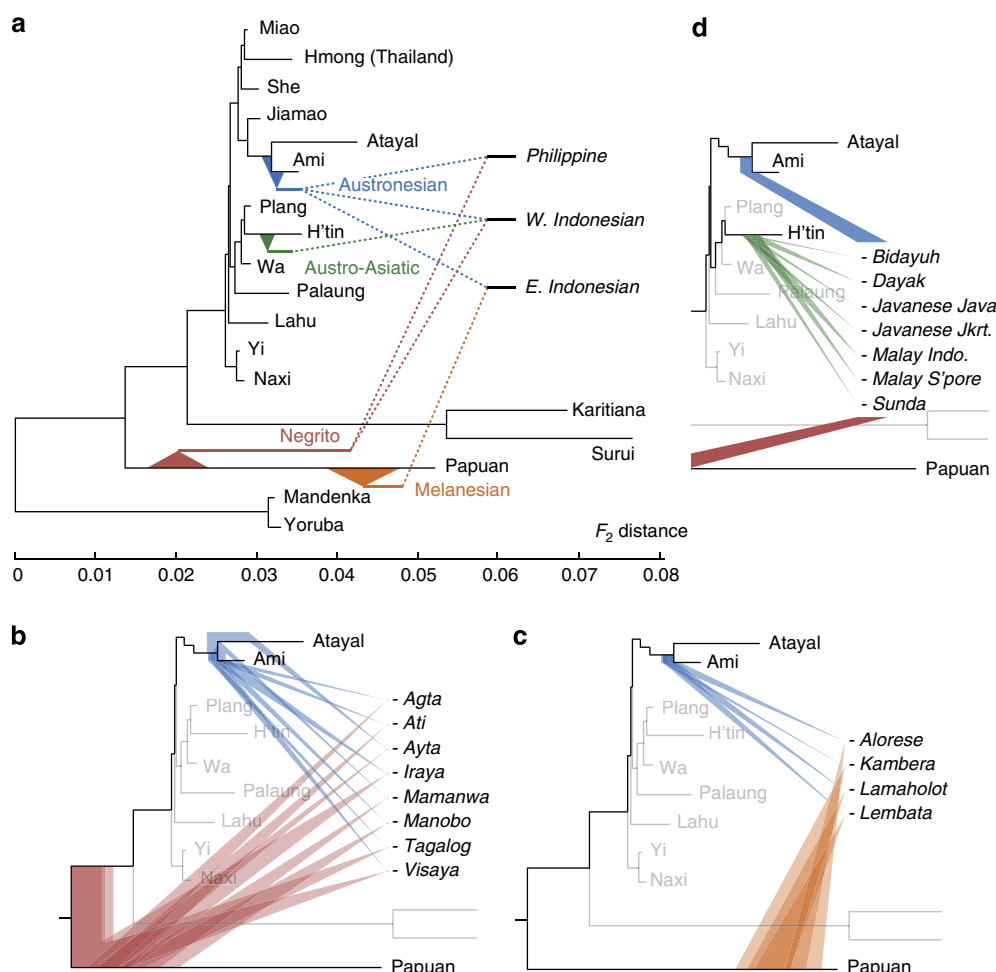 a
Miao
Hmong (Thailand)
She
Jiamao
Atayal
Ami
Austronesian
Plang
H'tin
Austro-Asiatic
Wa
Palaung
Lahu
Yi
Naxi
Philippine
W. Indonesian
E. Indonesian
Karitiana
Surui
Negrito
Papuan
Melanesian
Mandenka
Yoruba
F2 distance
0 0.01 0.02 0.03 0.04 0.05 0.06 0.07 0.08
d
Atayal
Ami
Plang
H'tin
Wa
Palaung
Lahu
Yi
Naxi
- Bidayuh
- Dayak
- Javanese Java
- Javanese Jkrt.
- Malay Indo.
- Malay S'pore
- Sunda
Papuan
b
Atayal
Ami
Plang
H'tin
Wa
Palaung
Lahu
Yi
Naxi
- Agta
- Ati
- Ayta
- Iraya
- Mamanwa
- Manobo
- Tagalog
- Visaya
Papuan
c
Atayal
Ami
Plang
H'tin
Wa
Palaung
Lahu
Yi
Naxi
- Alorese
- Kambera
- Lamaholot
- Lembata
Papuan